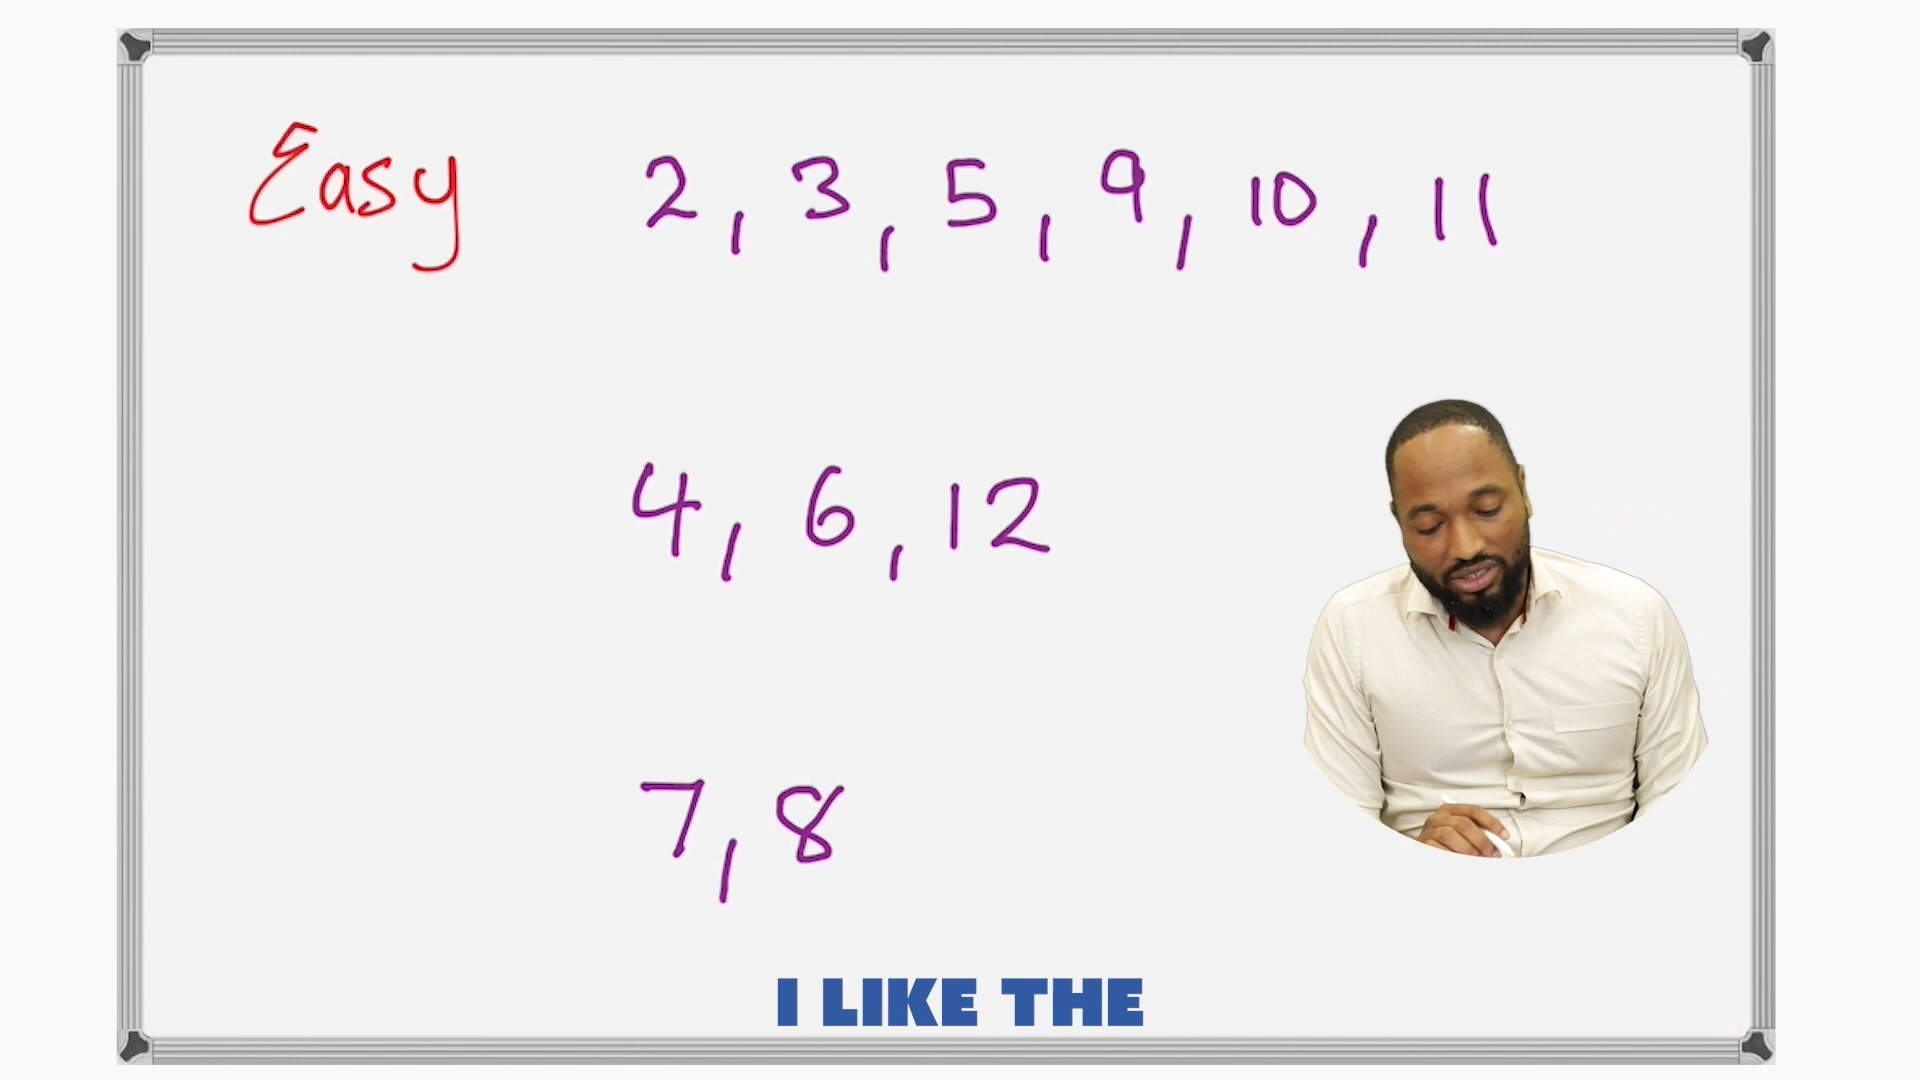 Easy 2, 3, 5, 9, 10, 11
4, 6, 12
7, 8
I LIKE THE